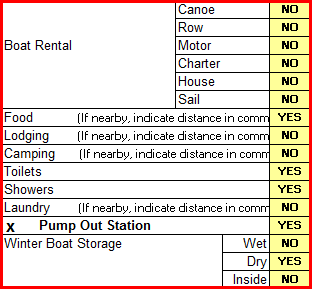 Canoe NO
Row NO
Boat Rental Motor NO
Charter NO
House NO
Sail NO
Food (If nearby, indicate distance in comm YES
Lodging (If nearby, indicate distance in comm NO
Camping (If nearby, indicate distance in comm NO
Toilets YES
Showers YES
Laundry (If nearby, indicate distance in comm NO
x Pump Out Station YES
Winter Boat Storage Wet NO
Dry YES
Inside NO